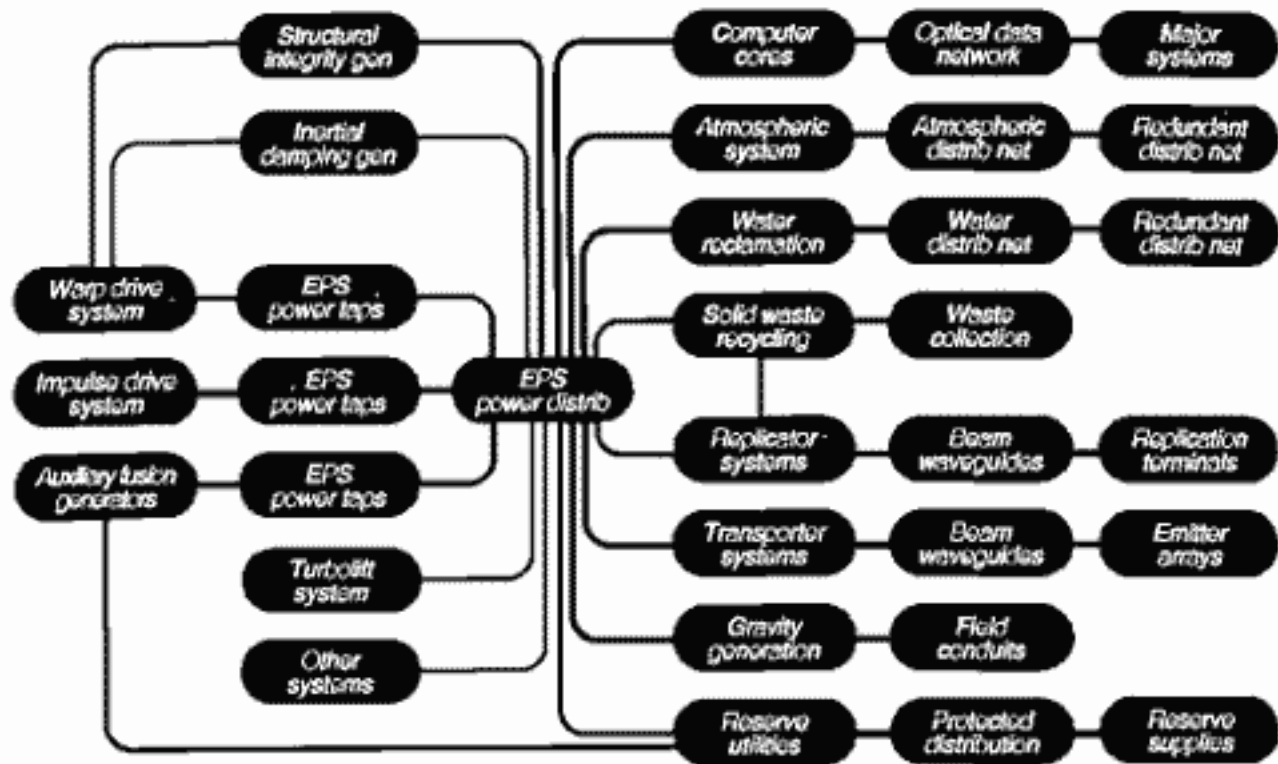 Structural
integrity gen
Computer
cores
Optical data
network
Major
systems
Inertial
damping gen
Atmospheric
system
Atmospheric
distrib net
Redundant
distrib net
Water
reclamation
Water
distrib net
Redundant
distrib net
Warp drive
system
EPS
power taps
Solid waste
recycling
Waste
collection
Impulse drive
system
EPS
power taps
EPS
power distrib
Replicator
systems
Beam
waveguides
Replication
terminals
Auxiliary fusion
generators
EPS
power taps
Transporter
systems
Beam
waveguides
Emitter
arrays
Turbolift
system
Gravity
generation
Field
conduits
Other
systems
Reserve
utilities
Protected
distribution
Reserve
supplies